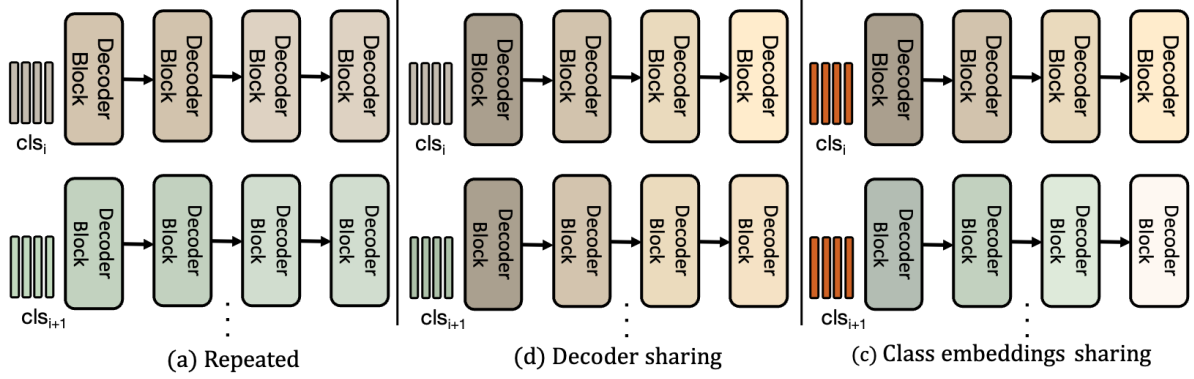 Decoder Block
Decoder Block
Decoder Block
Decoder Block
cls_i
Decoder Block
Decoder Block
Decoder Block
Decoder Block
cls_i+1
(a) Repeated
Decoder Block
Decoder Block
Decoder Block
Decoder Block
cls_i
Decoder Block
Decoder Block
Decoder Block
Decoder Block
cls_i+1
(d) Decoder sharing
Decoder Block
Decoder Block
Decoder Block
Decoder Block
cls_i
Decoder Block
Decoder Block
Decoder Block
Decoder Block
cls_i+1
(c) Class embeddings sharing